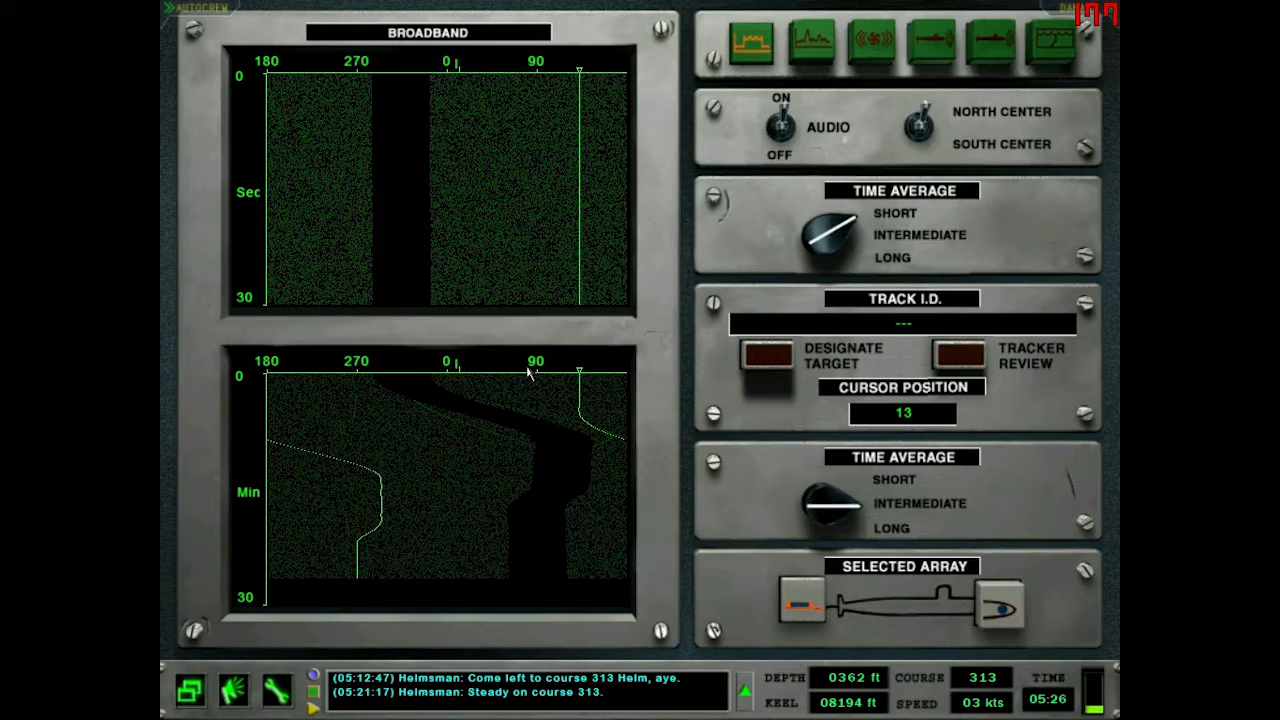 AUTOCREW
BROADBAND
180 270 0 90
0
Sec
30
180 270 0 90
0
Min
30
177
ON
AUDIO
OFF
NORTH CENTER
SOUTH CENTER
TIME AVERAGE
SHORT
INTERMEDIATE
LONG
TRACK I.D.
---
DESIGNATE
TARGET
TRACKER
REVIEW
CURSOR POSITION
13
TIME AVERAGE
SHORT
INTERMEDIATE
LONG
SELECTED ARRAY
(05:12:47) Helmsman: Come left to course 313 Helm, aye.
(05:21:17) Helmsman: Steady on course 313.
DEPTH 0362 ft COURSE 313 TIME
KEEL 08194 ft SPEED 03 kts 05:26